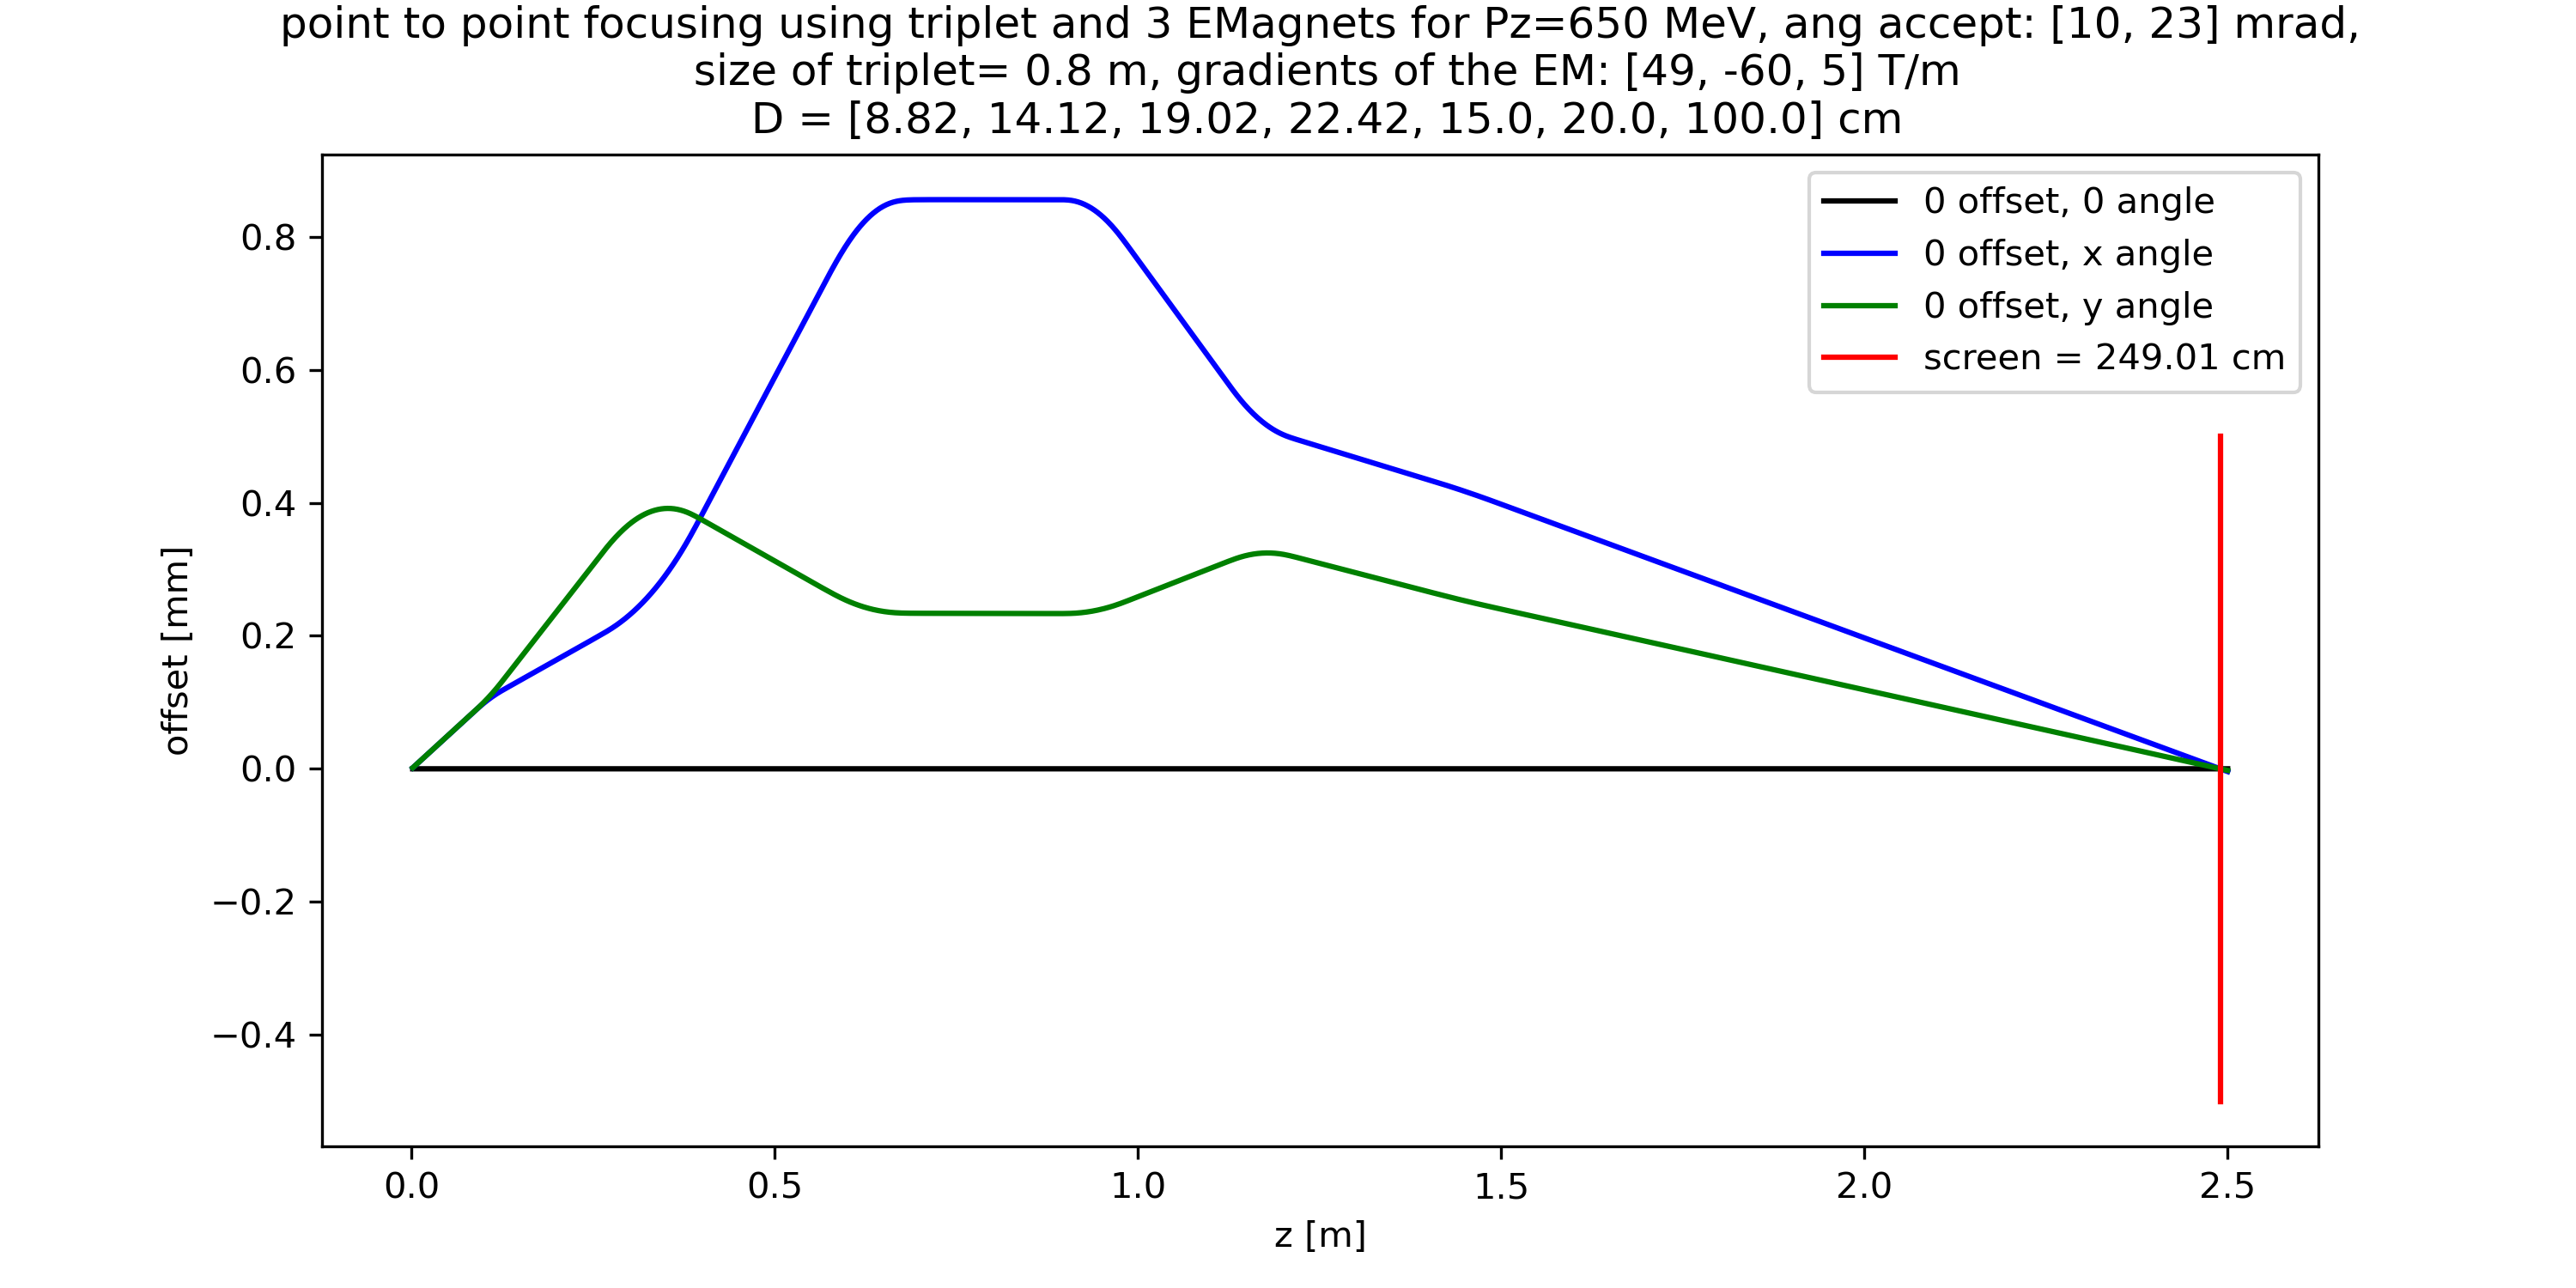 point to point focusing using triplet and 3 EMagnets for Pz=650 MeV, ang accept: [10, 23] mrad,
size of triplet= 0.8 m, gradients of the EM: [49, -60, 5] T/m
D = [8.82, 14.12, 19.02, 22.42, 15.0, 20.0, 100.0] cm
0 offset, 0 angle
0 offset, x angle
0 offset, y angle
screen = 249.01 cm
offset [mm]
0.8
0.6
0.4
0.2
0.0
−0.2
−0.4
0.0 0.5 1.0 1.5 2.0 2.5
z [m]